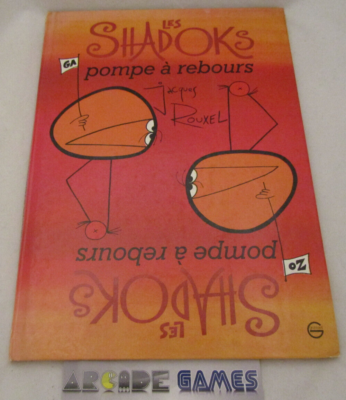 LES
SHADOKS
GA
pompe à rebours
Jacques
ROUXEL
ZO
pompe à rebours
LES
SHADOKS
ARCADE GAMES